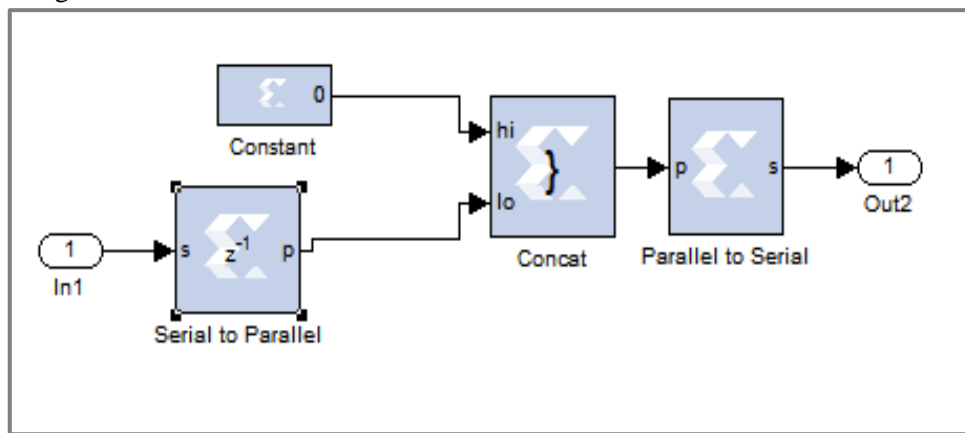 0
Constant
hi
lo
}
Concat
p
s
Parallel to Serial
1
Out2
1
In1
s
z-1
p
Serial to Parallel